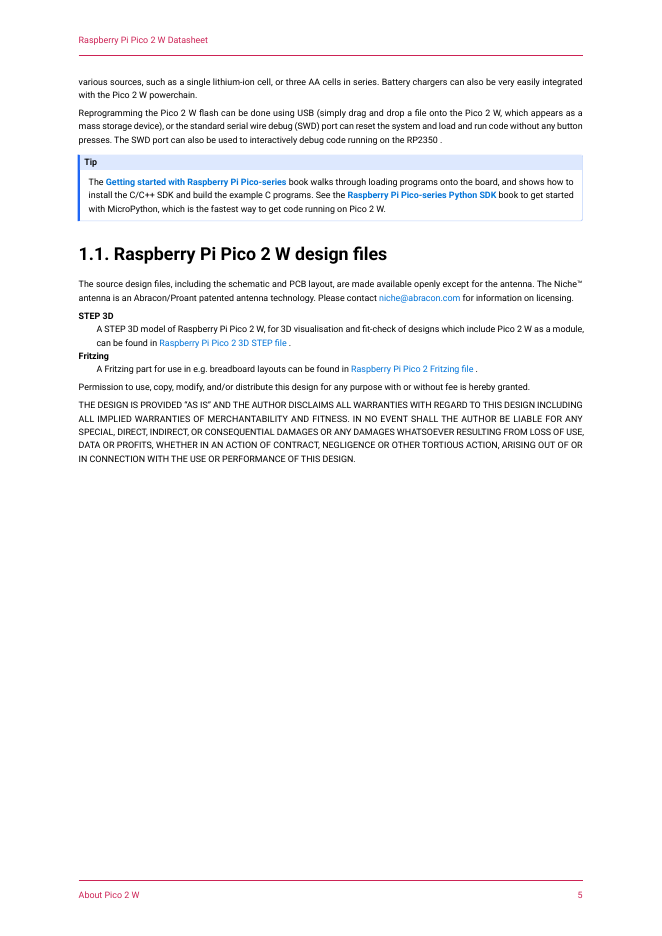 Raspberry Pi Pico 2 W Datasheet
various sources, such as a single lithium-ion cell, or three AA cells in series. Battery chargers can also be very easily integrated
with the Pico 2 W powerchain.
Reprogramming the Pico 2 W flash can be done using USB (simply drag and drop a file onto the Pico 2 W, which appears as a
mass storage device), or the standard serial wire debug (SWD) port can reset the system and load and run code without any button
presses. The SWD port can also be used to interactively debug code running on the RP2350 .
Tip
The Getting started with Raspberry Pi Pico-series book walks through loading programs onto the board, and shows how to
install the C/C++ SDK and build the example C programs. See the Raspberry Pi Pico-series Python SDK book to get started
with MicroPython, which is the fastest way to get code running on Pico 2 W.
1.1. Raspberry Pi Pico 2 W design files
The source design files, including the schematic and PCB layout, are made available openly except for the antenna. The Niche™
antenna is an Abracon/Proant patented antenna technology. Please contact niche@abracon.com for information on licensing.
STEP 3D
A STEP 3D model of Raspberry Pi Pico 2 W, for 3D visualisation and fit-check of designs which include Pico 2 W as a module,
can be found in Raspberry Pi Pico 2 3D STEP file .
Fritzing
A Fritzing part for use in e.g. breadboard layouts can be found in Raspberry Pi Pico 2 Fritzing file .
Permission to use, copy, modify, and/or distribute this design for any purpose with or without fee is hereby granted.
THE DESIGN IS PROVIDED "AS IS" AND THE AUTHOR DISCLAIMS ALL WARRANTIES WITH REGARD TO THIS DESIGN INCLUDING
ALL IMPLIED WARRANTIES OF MERCHANTABILITY AND FITNESS. IN NO EVENT SHALL THE AUTHOR BE LIABLE FOR ANY
SPECIAL, DIRECT, INDIRECT, OR CONSEQUENTIAL DAMAGES OR ANY DAMAGES WHATSOEVER RESULTING FROM LOSS OF USE,
DATA OR PROFITS, WHETHER IN AN ACTION OF CONTRACT, NEGLIGENCE OR OTHER TORTIOUS ACTION, ARISING OUT OF OR
IN CONNECTION WITH THE USE OR PERFORMANCE OF THIS DESIGN.
About Pico 2 W
5